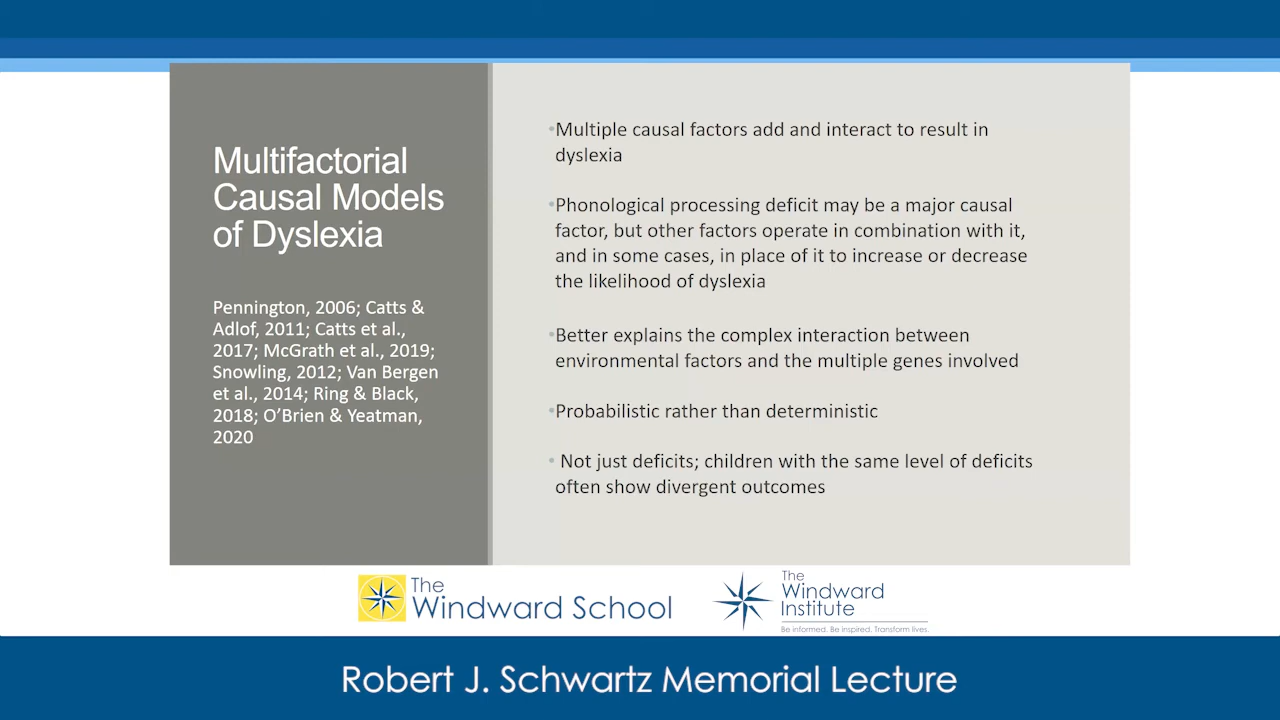 Multifactorial
Causal Models
of Dyslexia
Pennington, 2006; Catts &
Adlof, 2011; Catts et al.,
2017; McGrath et al., 2019;
Snowling, 2012; Van Bergen
et al., 2014; Ring & Black,
2018; O’Brien & Yeatman,
2020
•Multiple causal factors add and interact to result in
dyslexia
•Phonological processing deficit may be a major causal
factor, but other factors operate in combination with it,
and in some cases, in place of it to increase or decrease
the likelihood of dyslexia
•Better explains the complex interaction between
environmental factors and the multiple genes involved
•Probabilistic rather than deterministic
• Not just deficits; children with the same level of deficits
often show divergent outcomes
The
Windward School
The
Windward
Institute
Be informed. Be inspired. Transform lives.
Robert J. Schwartz Memorial Lecture